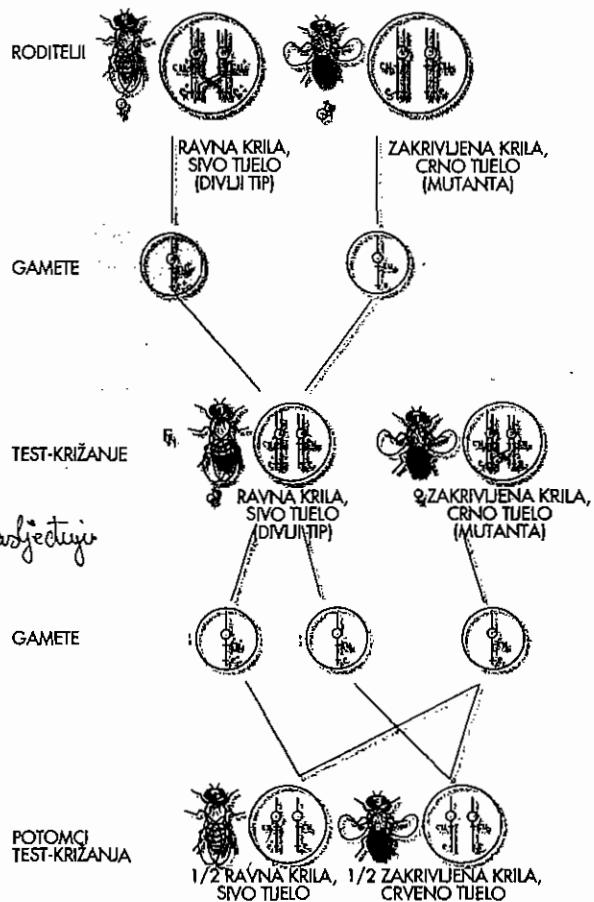 RODITELJI
RAVNA KRILA,
SIVO TIJELO
(DIVLJI TIP)
ZAKRIVLJENA KRILA,
CRNO TIJELO
(MUTANTA)
GAMETE
TEST-KRIŽANJE
F₁
RAVNA KRILA,
SIVO TIJELO
(DIVLJI TIP)
ZAKRIVLJENA KRILA,
CRNO TIJELO
(MUTANTA)
GAMETE
POTOMCI
TEST-KRIŽANJA
1/2 RAVNA KRILA,
SIVO TIJELO
1/2 ZAKRIVLJENA KRILA,
CRVENO TIJELO